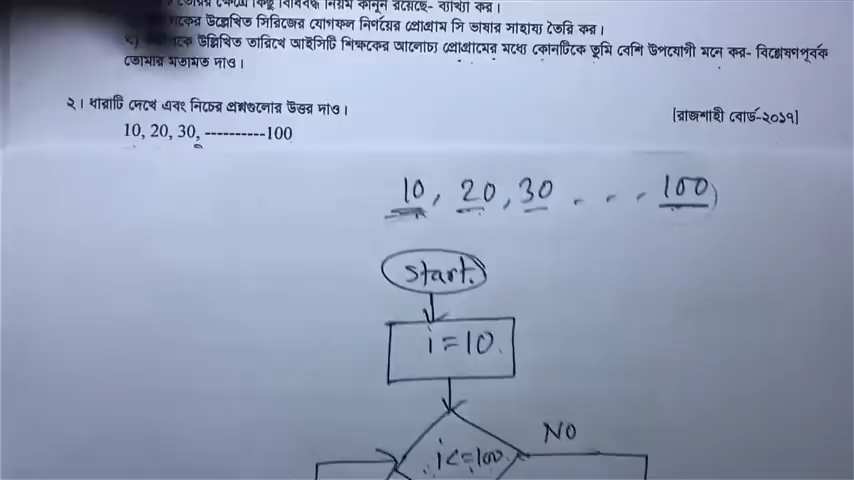 কিছু বিধিবদ্ধ নিয়ম কানুন রয়েছে- ব্যাখ্যা কর।
উল্লেখিত সিরিজের যোগফল নির্ণয়ের প্রোগ্রাম সি ভাষার সাহায্য তৈরি কর।
উল্লিখিত তারিখে আইসিটি শিক্ষকের আলোচ্য প্রোগ্রামের মধ্যে কোনটিকে তুমি বেশি উপযোগী মনে কর- বিশ্লেষণপূর্বক
তোমার মতামত দাও।
২। ধারাটি দেখে এবং নিচের প্রশ্নগুলোর উত্তর দাও।
[রাজশাহী বোর্ড-২০১৭]
10, 20, 30, ----------100
10, 20, 30 . . . . 100
Start.
i=10.
NO
i<=100.